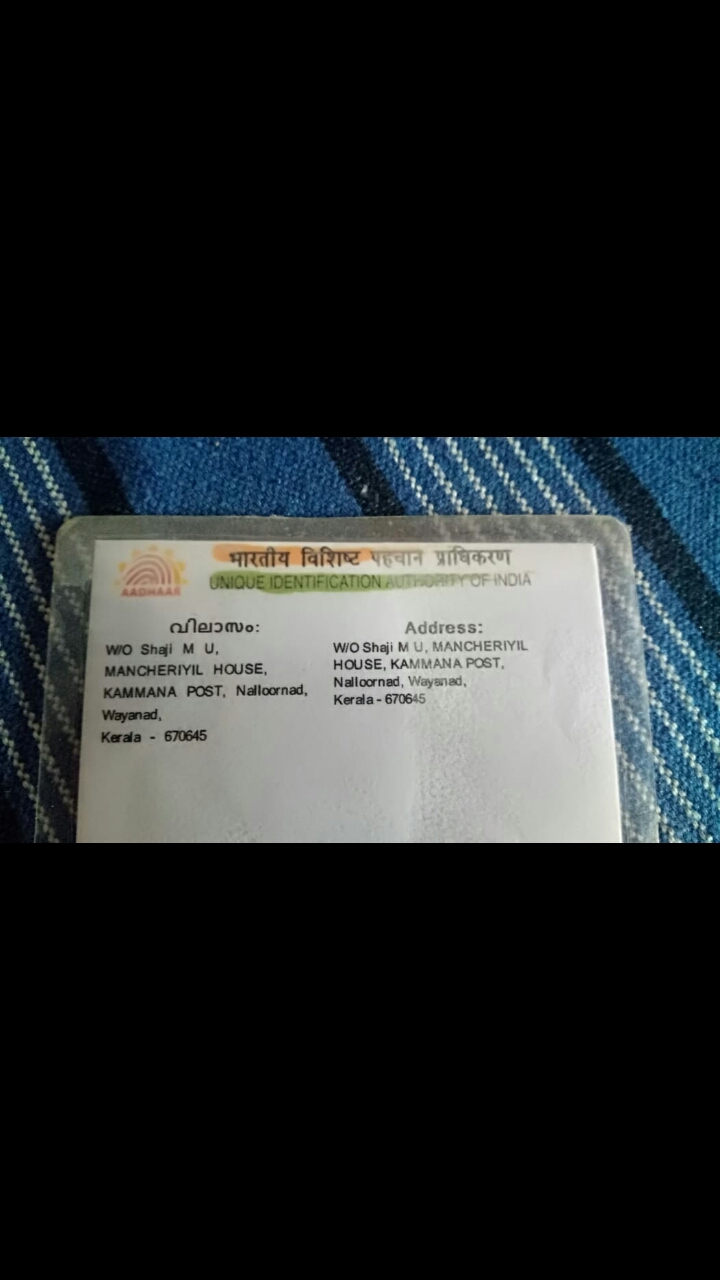 भारतीय विशिष्ट पहचान प्राधिकरण
UNIQUE IDENTIFICATION AUTHORITY OF INDIA
AADHAAR
വിലാസം:
W/O Shaji M U,
MANCHERIYIL HOUSE,
KAMMANA POST, Nalloornad,
Wayanad,
Kerala - 670645
Address:
W/O Shaji M U, MANCHERIYIL
HOUSE, KAMMANA POST,
Nalloornad, Wayanad,
Kerala - 670645